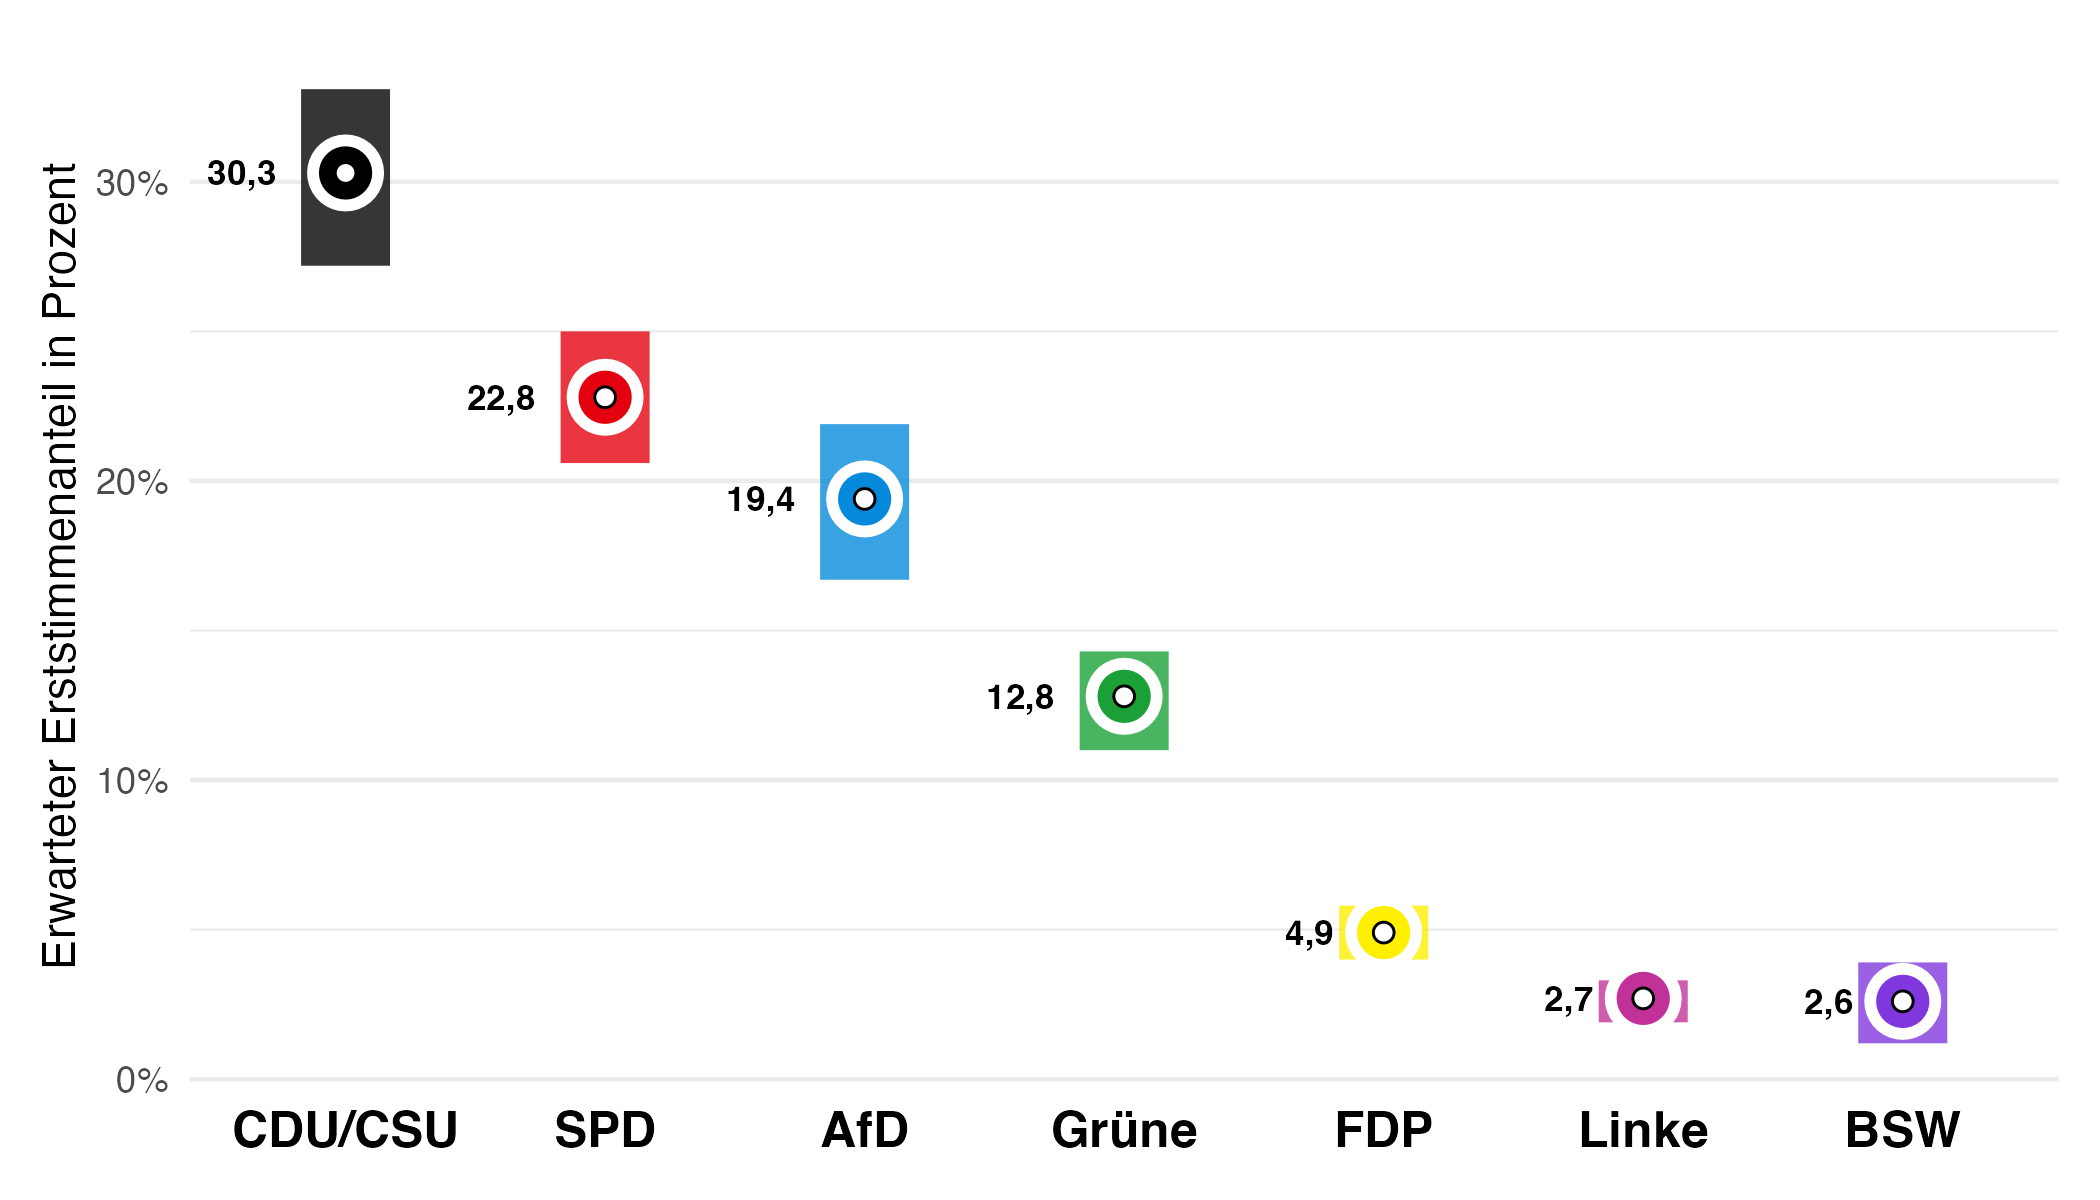 Erwarteter Erststimmenanteil in Prozent
30%
20%
10%
0%
30,3
22,8
19,4
12,8
4,9
2,7
2,6
CDU/CSU
SPD
AfD
Grüne
FDP
Linke
BSW